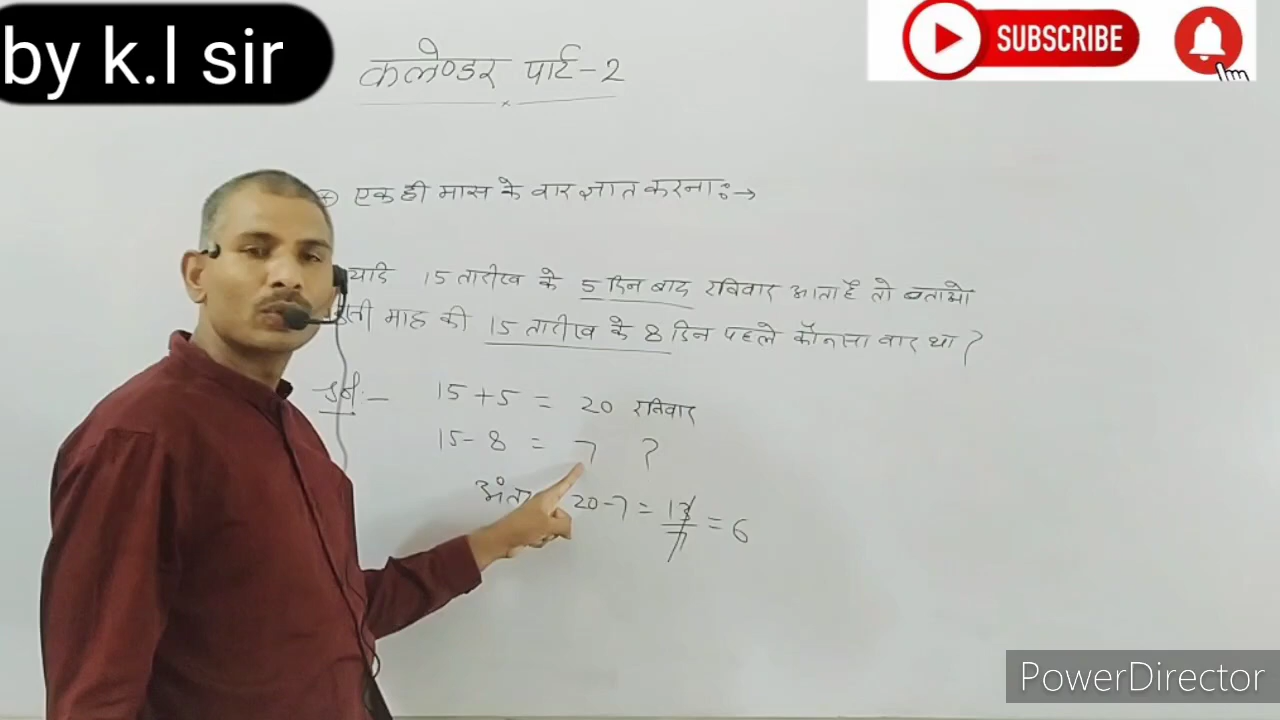 by k.l sir
SUBSCRIBE
कलेण्डर पार्ट-2
एक ही मास के वार ज्ञात करना :→
यदि 15 तारीख के 5 दिन बाद रविवार आता है तो बताओ
माह की 15 तारीख के 8 दिन पहले कौनसा वार था ?
15 + 5 = 20 रविवार
15 - 8 = 7 ?
20 - 7 = 13/7 = 6
PowerDirector